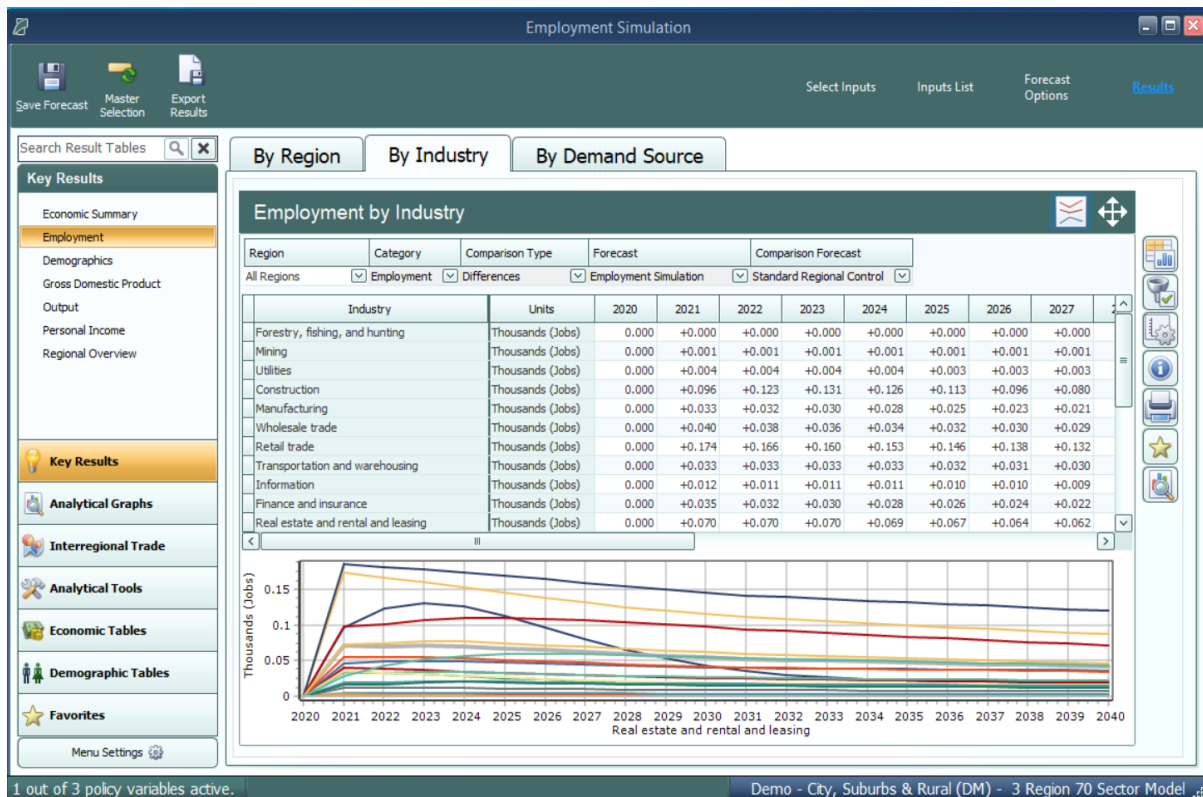 Employment Simulation
Save Forecast
Master Selection
Export Results
Select Inputs
Inputs List
Forecast Options
Results
Search Result Tables
Key Results
Economic Summary
Employment
Demographics
Gross Domestic Product
Output
Personal Income
Regional Overview
Key Results
Analytical Graphs
Interregional Trade
Analytical Tools
Economic Tables
Demographic Tables
Favorites
Menu Settings
By Region By Industry By Demand Source
Employment by Industry
Region Category Comparison Type Forecast Comparison Forecast
All Regions Employment Differences Employment Simulation Standard Regional Control
Industry Units 2020 2021 2022 2023 2024 2025 2026 2027
Forestry, fishing, and hunting Thousands (Jobs) 0.000 +0.000 +0.000 +0.000 +0.000 +0.000 +0.000 +0.000
Mining Thousands (Jobs) 0.000 +0.001 +0.001 +0.001 +0.001 +0.001 +0.001 +0.001
Utilities Thousands (Jobs) 0.000 +0.004 +0.004 +0.004 +0.004 +0.003 +0.003 +0.003
Construction Thousands (Jobs) 0.000 +0.096 +0.123 +0.131 +0.126 +0.113 +0.096 +0.080
Manufacturing Thousands (Jobs) 0.000 +0.033 +0.032 +0.030 +0.028 +0.025 +0.023 +0.021
Wholesale trade Thousands (Jobs) 0.000 +0.040 +0.038 +0.036 +0.034 +0.032 +0.030 +0.029
Retail trade Thousands (Jobs) 0.000 +0.174 +0.166 +0.160 +0.153 +0.146 +0.138 +0.132
Transportation and warehousing Thousands (Jobs) 0.000 +0.033 +0.033 +0.033 +0.033 +0.032 +0.031 +0.030
Information Thousands (Jobs) 0.000 +0.012 +0.011 +0.011 +0.011 +0.010 +0.010 +0.009
Finance and insurance Thousands (Jobs) 0.000 +0.035 +0.032 +0.030 +0.028 +0.026 +0.024 +0.022
Real estate and rental and leasing Thousands (Jobs) 0.000 +0.070 +0.070 +0.070 +0.069 +0.067 +0.064 +0.062
Thousands (Jobs)
0.15
0.1
0.05
0
2020 2021 2022 2023 2024 2025 2026 2027 2028 2029 2030 2031 2032 2033 2034 2035 2036 2037 2038 2039 2040
Real estate and rental and leasing
1 out of 3 policy variables active.
Demo - City, Suburbs & Rural (DM) - 3 Region 70 Sector Model